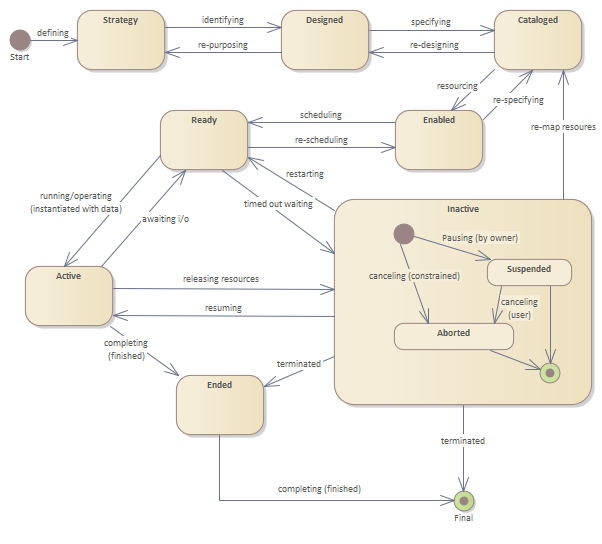 Strategy
identifying
Designed
specifying
Cataloged
defining
re-purposing
re-designing
Start
resourcing
re-specifying
Ready
scheduling
Enabled
re-map resoures
re-scheduling
restarting
running/operating
(instantiated with data)
timed out waiting
Inactive
awaiting i/o
Pausing (by owner)
Active
releasing resources
canceling (constrained)
Suspended
resuming
canceling
(user)
Aborted
completing
(finished)
terminated
Ended
terminated
completing (finished)
Final